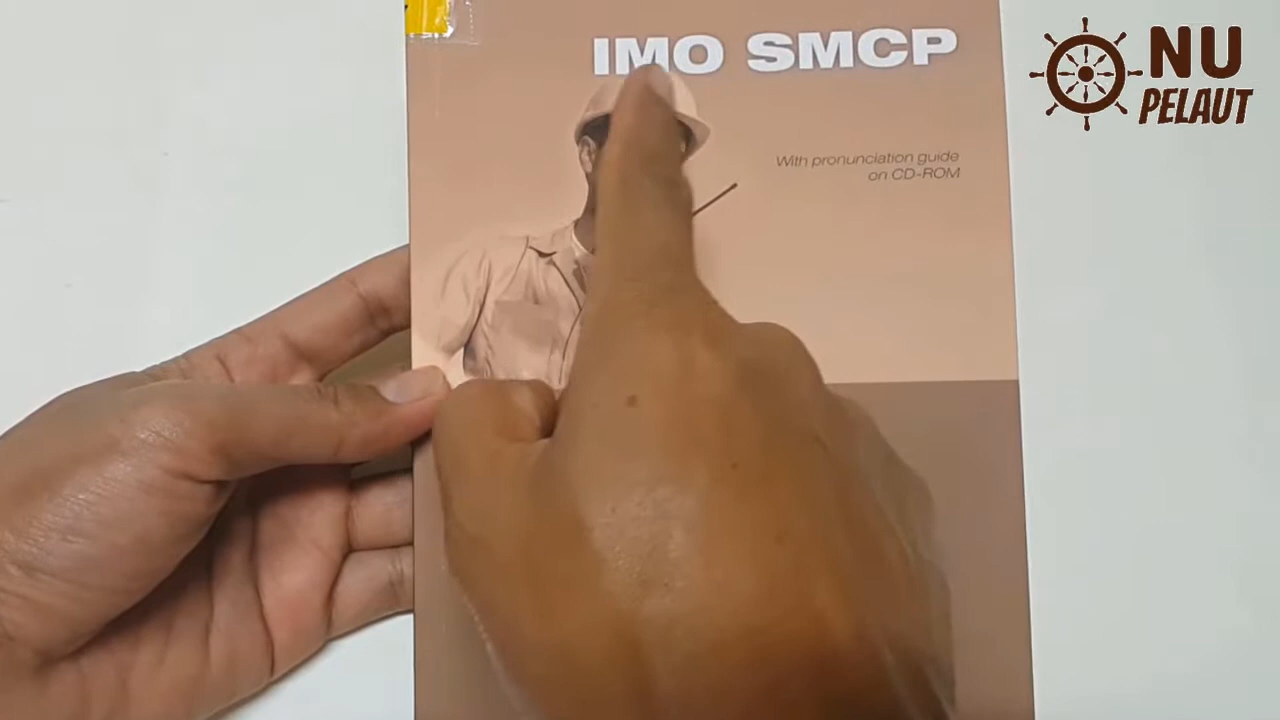 IMO SMCP
With pronunciation guide
on CD-ROM
NU
PELAUT